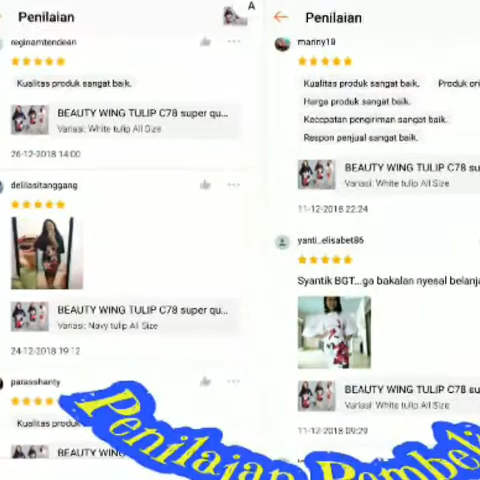 Penilaian
A
reginamtendean
Kualitas produk sangat baik.
BEAUTY WING TULIP C78 super qu...
Variasi: White tulip All Size
26-12-2018 14:00
delilasitanggang
BEAUTY WING TULIP C78 super qu...
Variasi: Navy tulip All Size
24-12-2018 19:12
parasshanty
Kualitas produk
BEAUTY WING
Penilaian
mariny18
Kualitas produk sangat baik. Produk ori
Harga produk sangat baik.
Kecepatan pengiriman sangat baik.
Respon penjual sangat baik.
BEAUTY WING TULIP C78 su
Variasi: White tulip All Size
11-12-2018 22:24
yanti_elisabet86
Syantik BGT...ga bakalan nyesal belanja
BEAUTY WING TULIP C78 su
Variasi: White tulip All Size
11-12-2018 09:29
Penilaian Pembeli